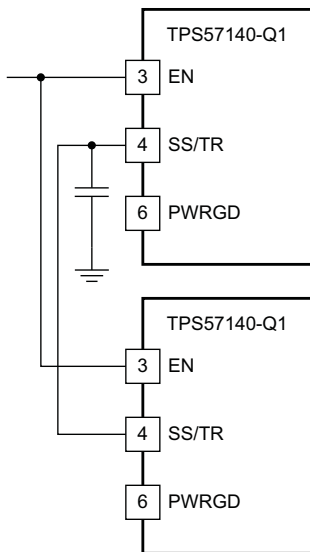 TPS57140-Q1
3 EN
4 SS/TR
6 PWRGD
TPS57140-Q1
3 EN
4 SS/TR
6 PWRGD